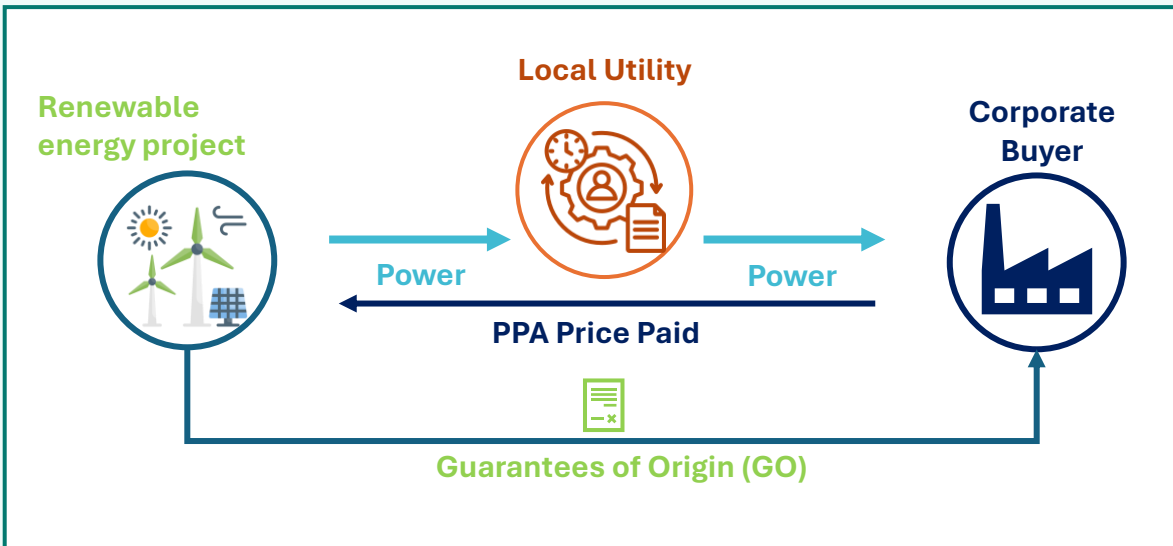 Local Utility
Renewable
energy project
Corporate
Buyer
Power
Power
PPA Price Paid
Guarantees of Origin (GO)